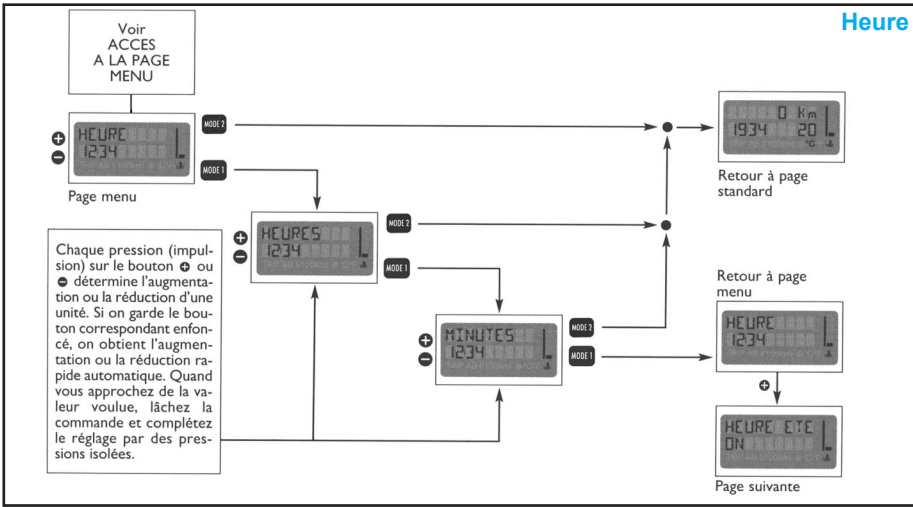 Heure
Voir
ACCES
A LA PAGE
MENU
HEURE
1234
MODE 2
MODE 1
Page menu
0 Km
1934 20
°C
Retour à page
standard
HEURES
1234
MODE 2
MODE 1
Chaque pression (impul-
sion) sur le bouton + ou
- détermine l'augmenta-
tion ou la réduction d'une
unité. Si on garde le bou-
ton correspondant enfon-
cé, on obtient l'augmen-
tation ou la réduction ra-
pide automatique. Quand
vous approchez de la va-
leur voulue, lâchez la
commande et complétez
le réglage par des pres-
sions isolées.
MINUTES
1234
MODE 2
MODE 1
Retour à page
menu
HEURE
1234
HEURE ETE
ON
Page suivante